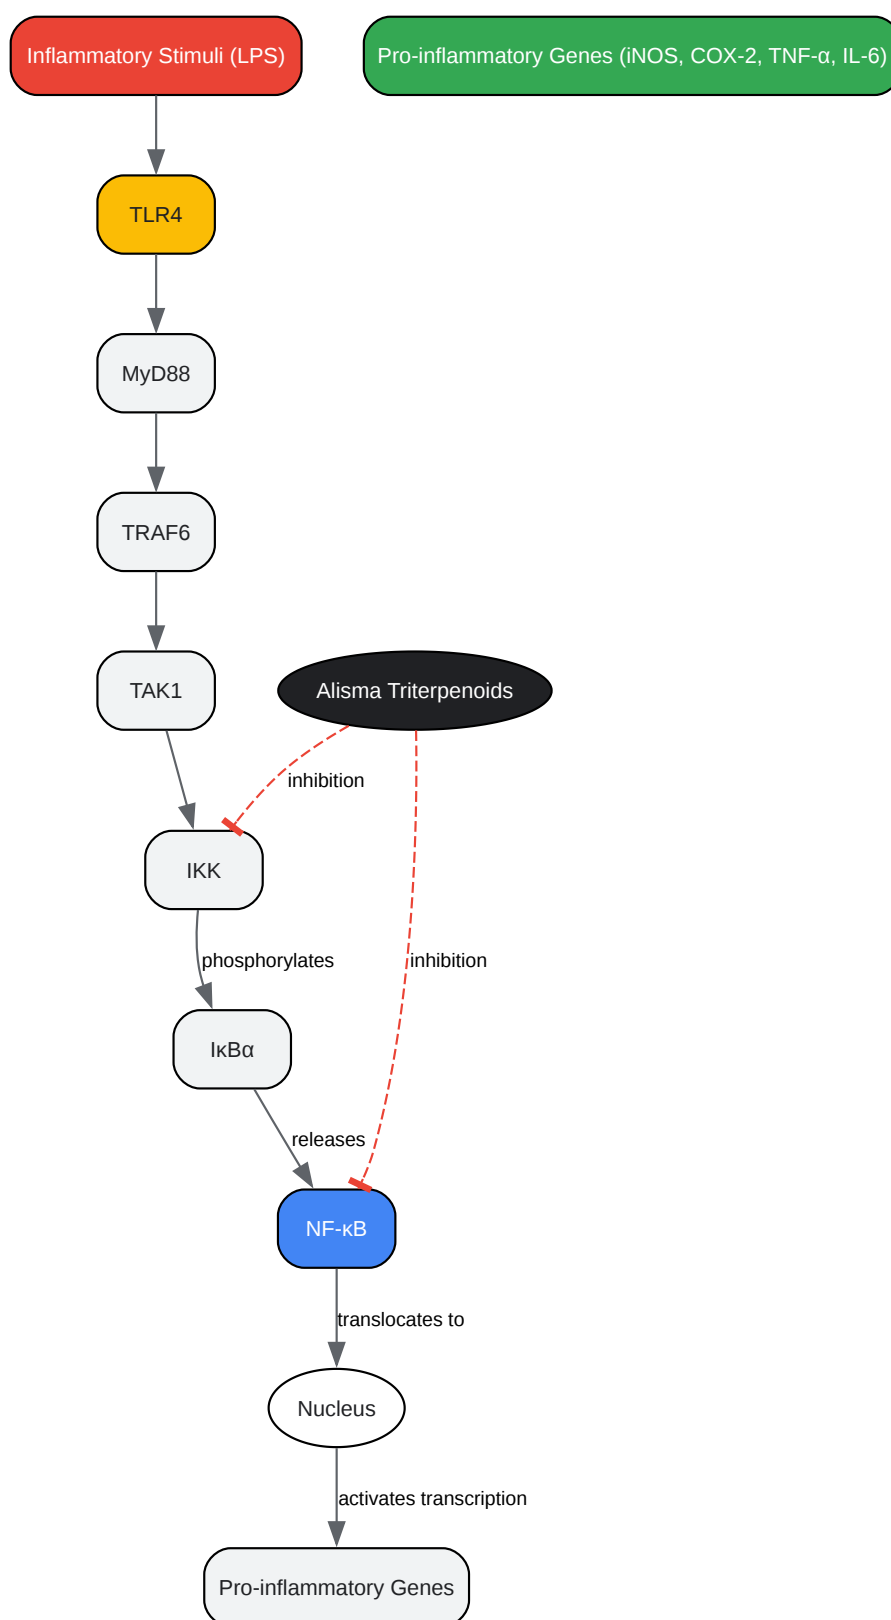 Inflammatory Stimuli (LPS)
Pro-inflammatory Genes (iNOS, COX-2, TNF-α, IL-6)
TLR4
MyD88
TRAF6
TAK1
Alisma Triterpenoids
inhibition
IKK
phosphorylates
inhibition
IκBα
releases
NF-κB
translocates to
Nucleus
activates transcription
Pro-inflammatory Genes